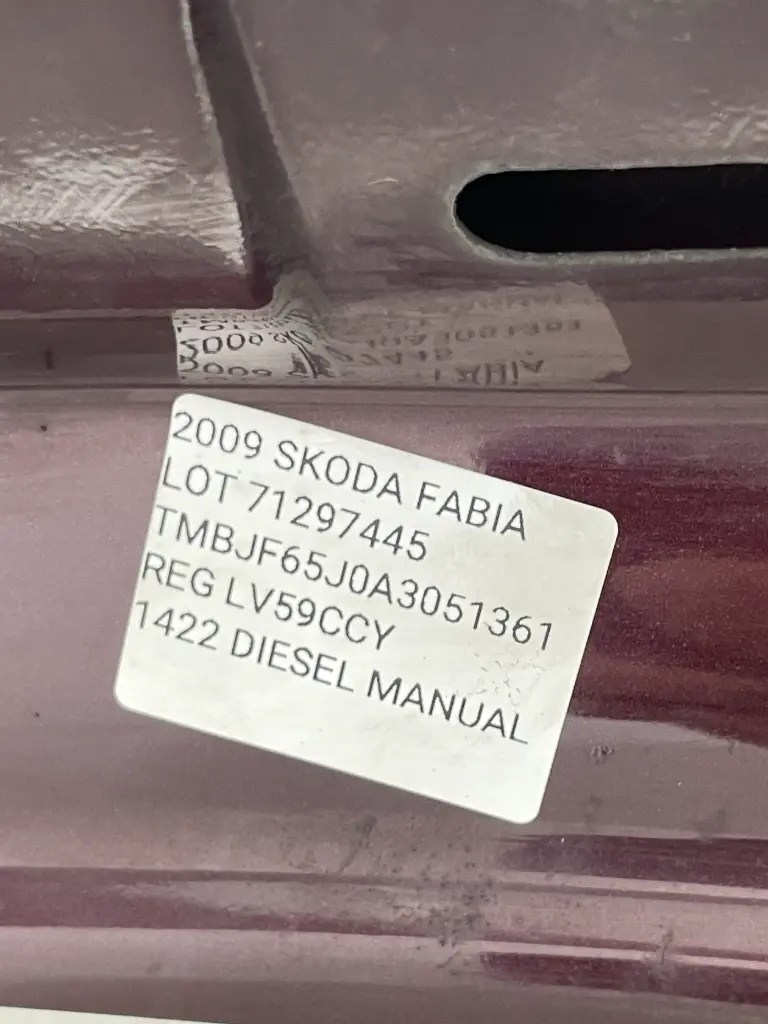 2009 SKODA FABIA
LOT 71297445
TMBJF65J0A3051361
REG LV59CCY
1422 DIESEL MANUAL